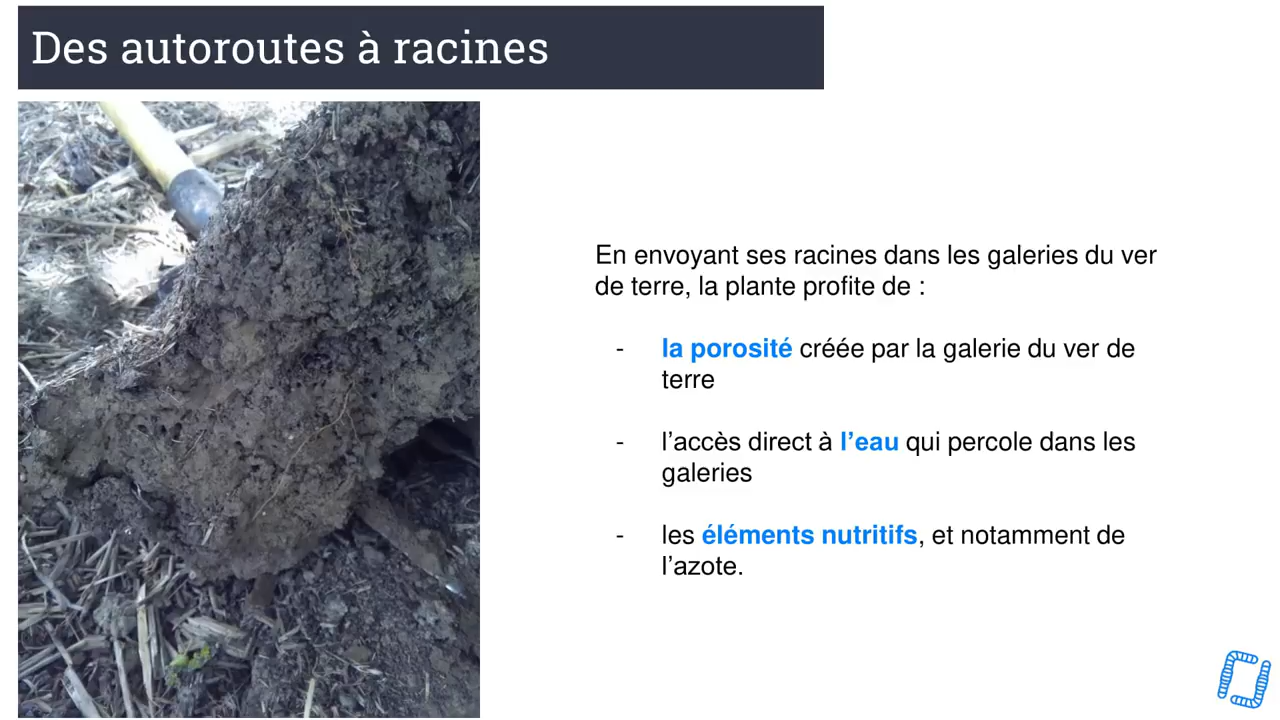 Des autoroutes à racines
En envoyant ses racines dans les galeries du ver
de terre, la plante profite de :
- la porosité créée par la galerie du ver de
terre
- l’accès direct à l’eau qui percole dans les
galeries
- les éléments nutritifs, et notamment de
l’azote.